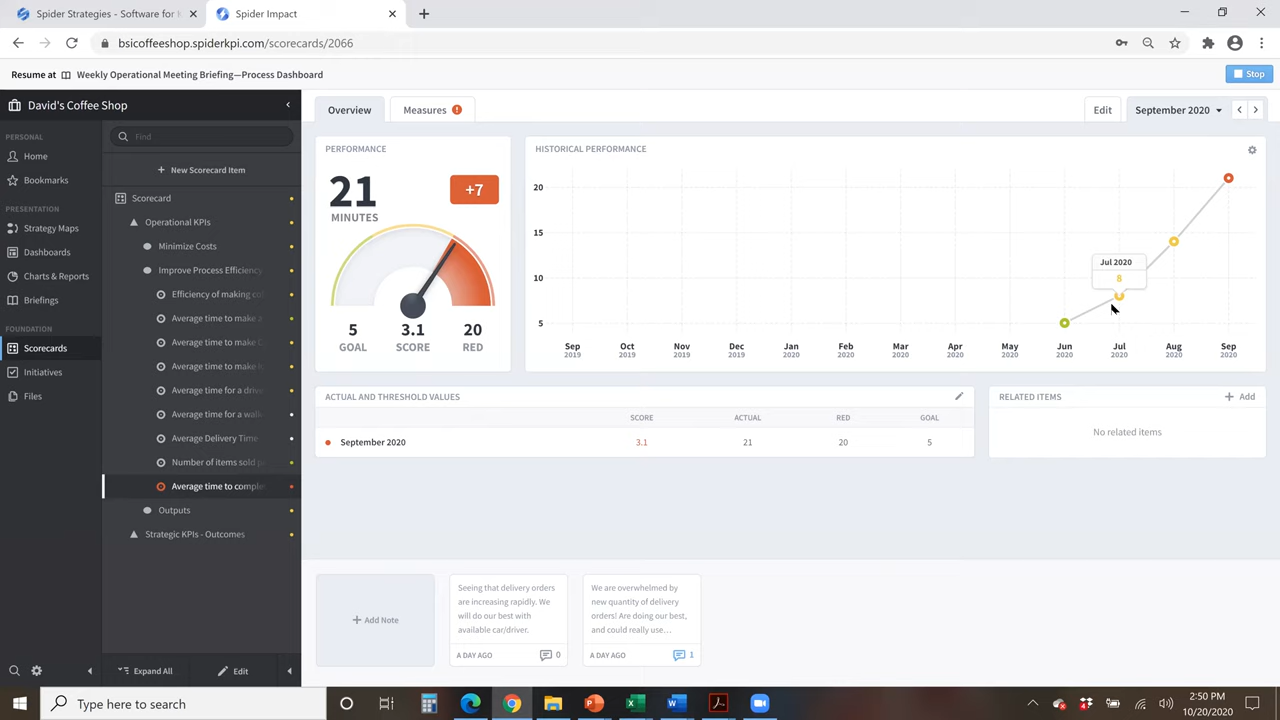 Spider Strategies - Software for
Spider Impact
bsicoffeeshop.spiderkpi.com/scorecards/2066
Resume at Weekly Operational Meeting Briefing—Process Dashboard
Stop
David's Coffee Shop
PERSONAL
Home
Bookmarks
PRESENTATION
Strategy Maps
Dashboards
Charts & Reports
Briefings
FOUNDATION
Scorecards
Initiatives
Files
Find
+ New Scorecard Item
Scorecard
Operational KPIs
Minimize Costs
Improve Process Efficiency
Efficiency of making
Average time to make
Average time to make
Average time to make
Average time for a
Average time for a
Average Delivery Time
Number of items sold
Average time to
Outputs
Strategic KPIs - Outcomes
Expand All
Edit
Overview
Measures
Edit
September 2020
PERFORMANCE
21
MINUTES
+7
5
GOAL
3.1
SCORE
20
RED
HISTORICAL PERFORMANCE
20
15
10
5
Jul 2020
8
Sep Oct Nov Dec Jan Feb Mar Apr May Jun Jul Aug Sep
2019 2019 2019 2019 2020 2020 2020 2020 2020 2020 2020 2020 2020
ACTUAL AND THRESHOLD VALUES
SCORE ACTUAL RED GOAL
September 2020 3.1 21 20 5
RELATED ITEMS
+ Add
No related items
+ Add Note
Seeing that delivery orders
are increasing rapidly. We
will do our best with
available car/driver.
A DAY AGO 0
We are overwhelmed by
new quantity of delivery
orders! Are doing our best,
and could really use...
A DAY AGO 1
Type here to search
2:50 PM
10/20/2020